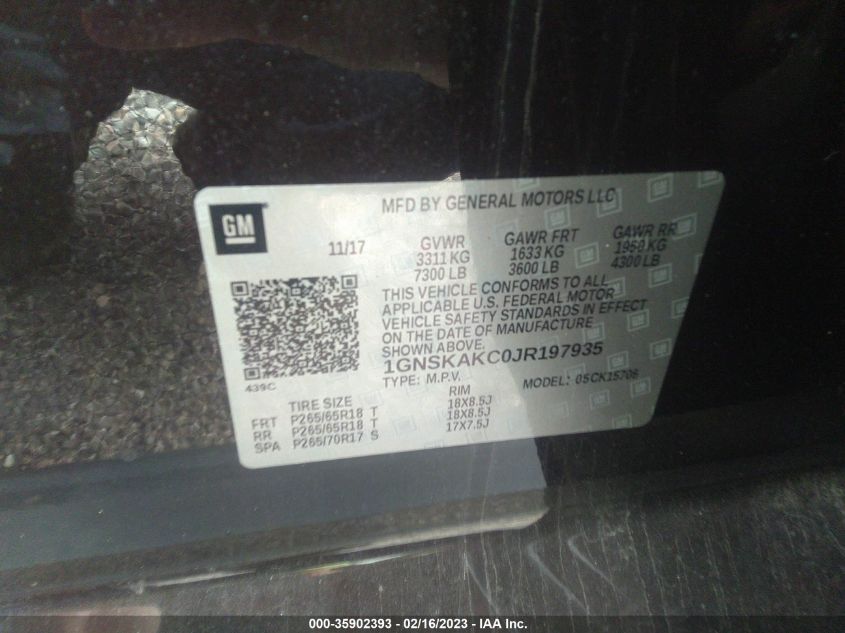 MFD BY GENERAL MOTORS LLC
GM
11/17 GVWR GAWR FRT GAWR RR
3311 KG 1633 KG 1950 KG
7300 LB 3600 LB 4300 LB
THIS VEHICLE CONFORMS TO ALL
APPLICABLE U.S. FEDERAL MOTOR
VEHICLE SAFETY STANDARDS IN EFFECT
ON THE DATE OF MANUFACTURE
SHOWN ABOVE.
1GNSKAKC0JR197935
439C TYPE: M.P.V. MODEL: 05CK15706
TIRE SIZE RIM
FRT P265/65R18 T 18X8.5J
RR P265/65R18 T 18X8.5J
SPA P265/70R17 S 17X7.5J
000-35902393 - 02/16/2023 - IAA Inc.